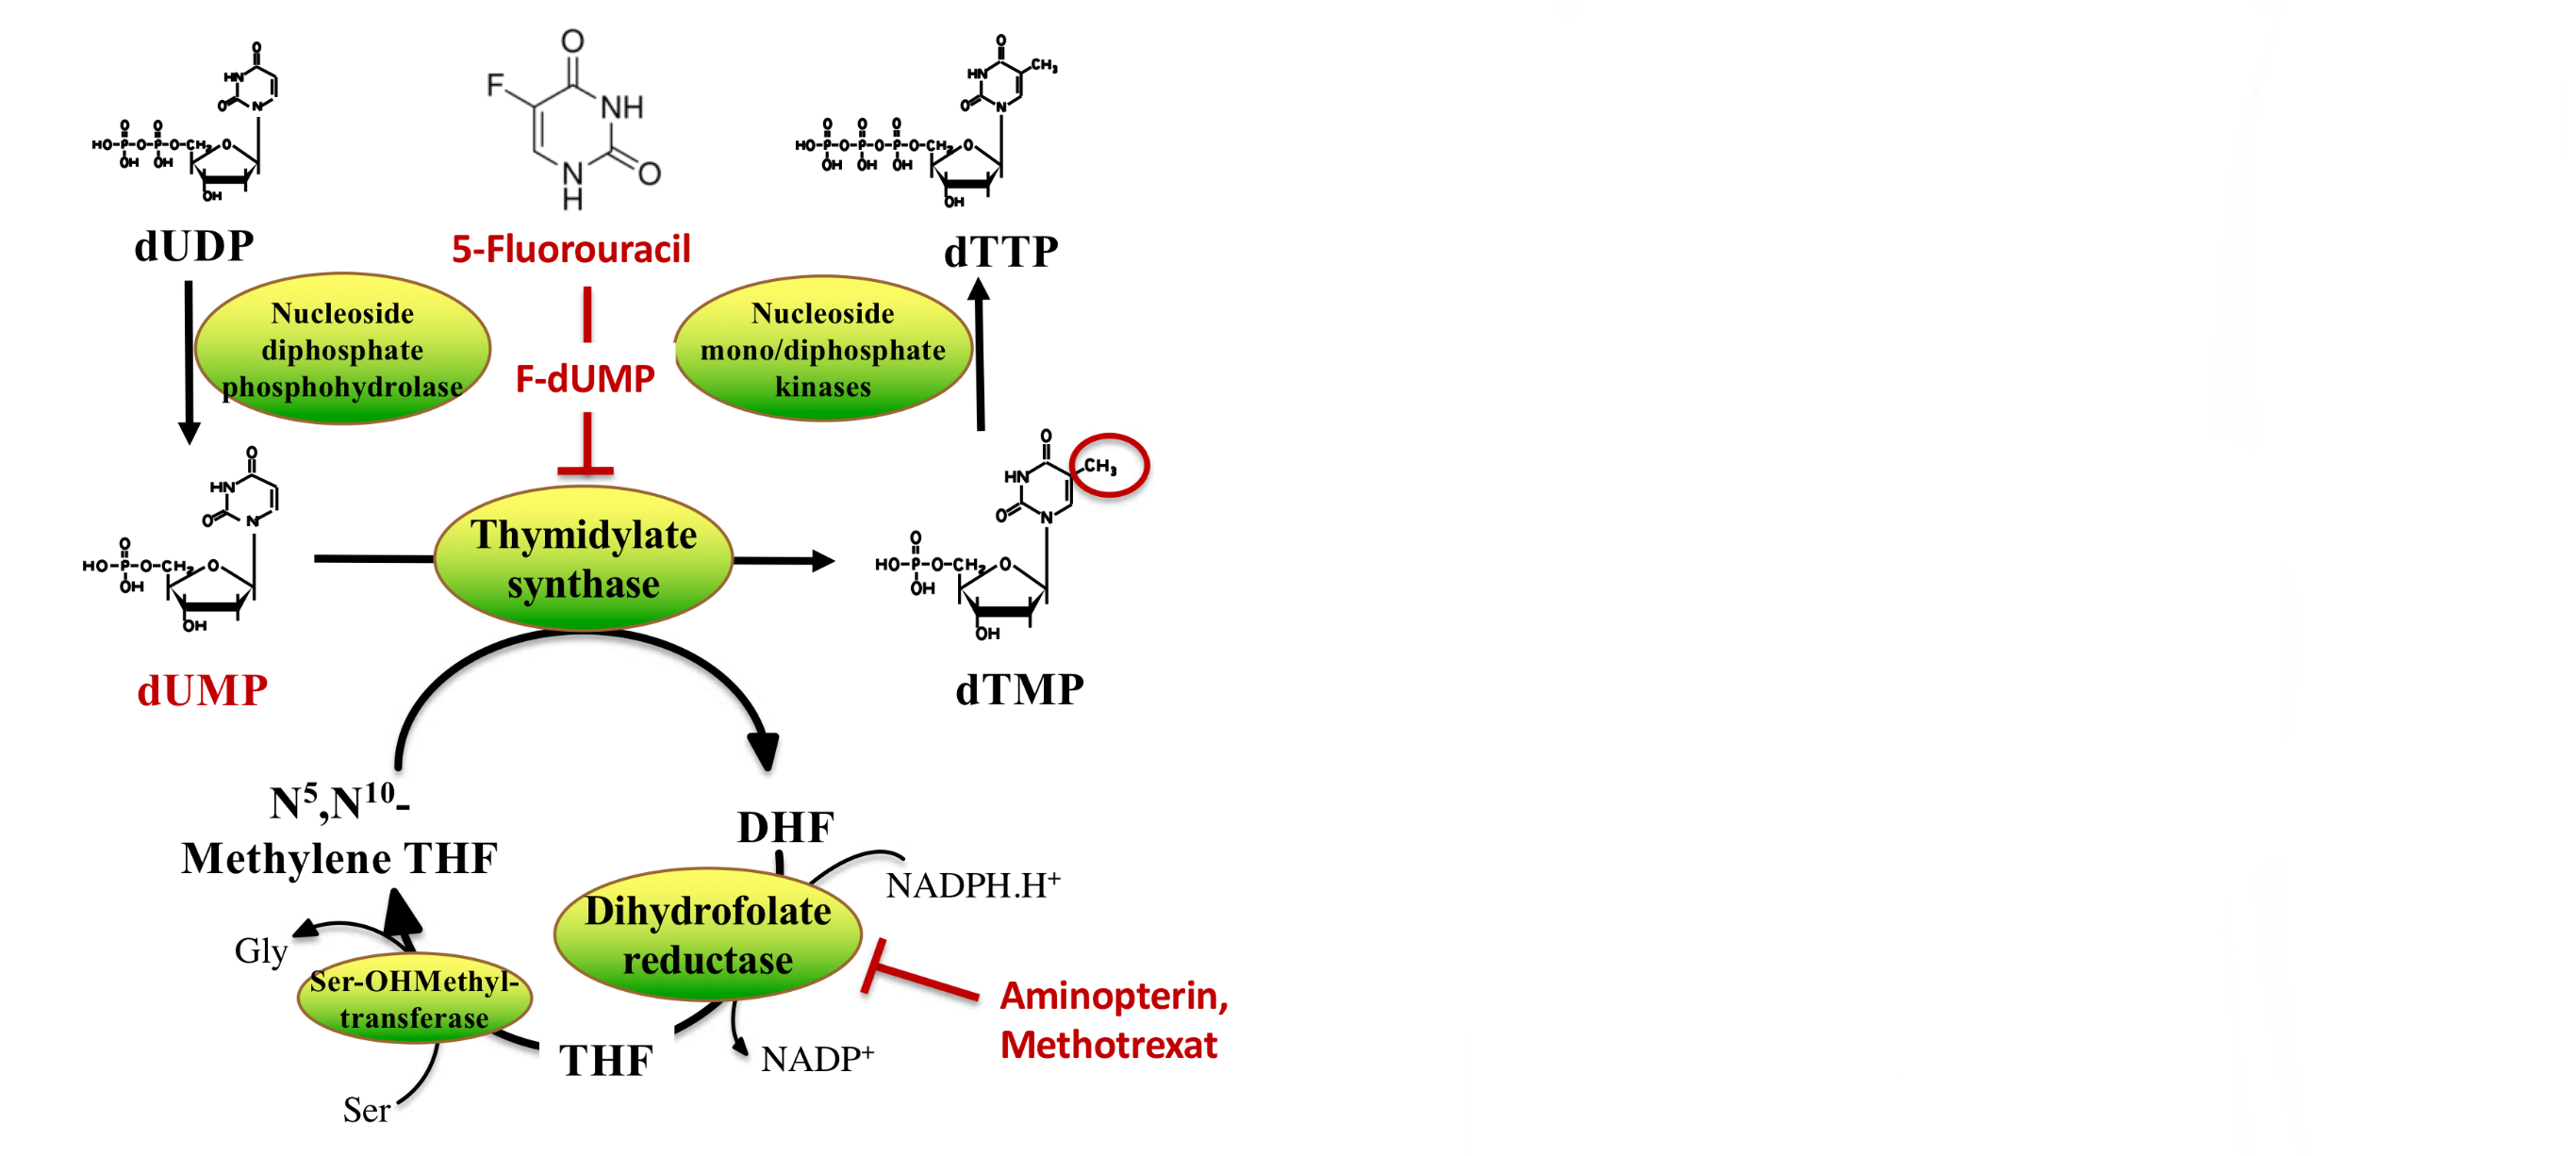 dUDP
5-Fluorouracil
dTTP
Nucleoside
diphosphate
phosphohydrolase
F-dUMP
Nucleoside
mono/diphosphate
kinases
Thymidylate
synthase
dUMP
dTMP
N⁵,N¹⁰-
Methylene THF
DHF
NADPH.H⁺
Dihydrofolate
reductase
Gly
Ser-OHMethyl-
transferase
Aminopterin,
Methotrexat
THF
NADP⁺
Ser
O
HN
O
N
O O
HO-P-O-P-O-CH₂ O
OH OH
OH
O
F
NH
N
H
O
O
HN
CH₃
O
N
O O O
HO-P-O-P-O-P-O-CH₂ O
OH OH OH
OH
O
HN
O
N
O
HO-P-O-CH₂ O
OH
OH
O
HN
CH₃
O
N
O
HO-P-O-CH₂ O
OH
OH